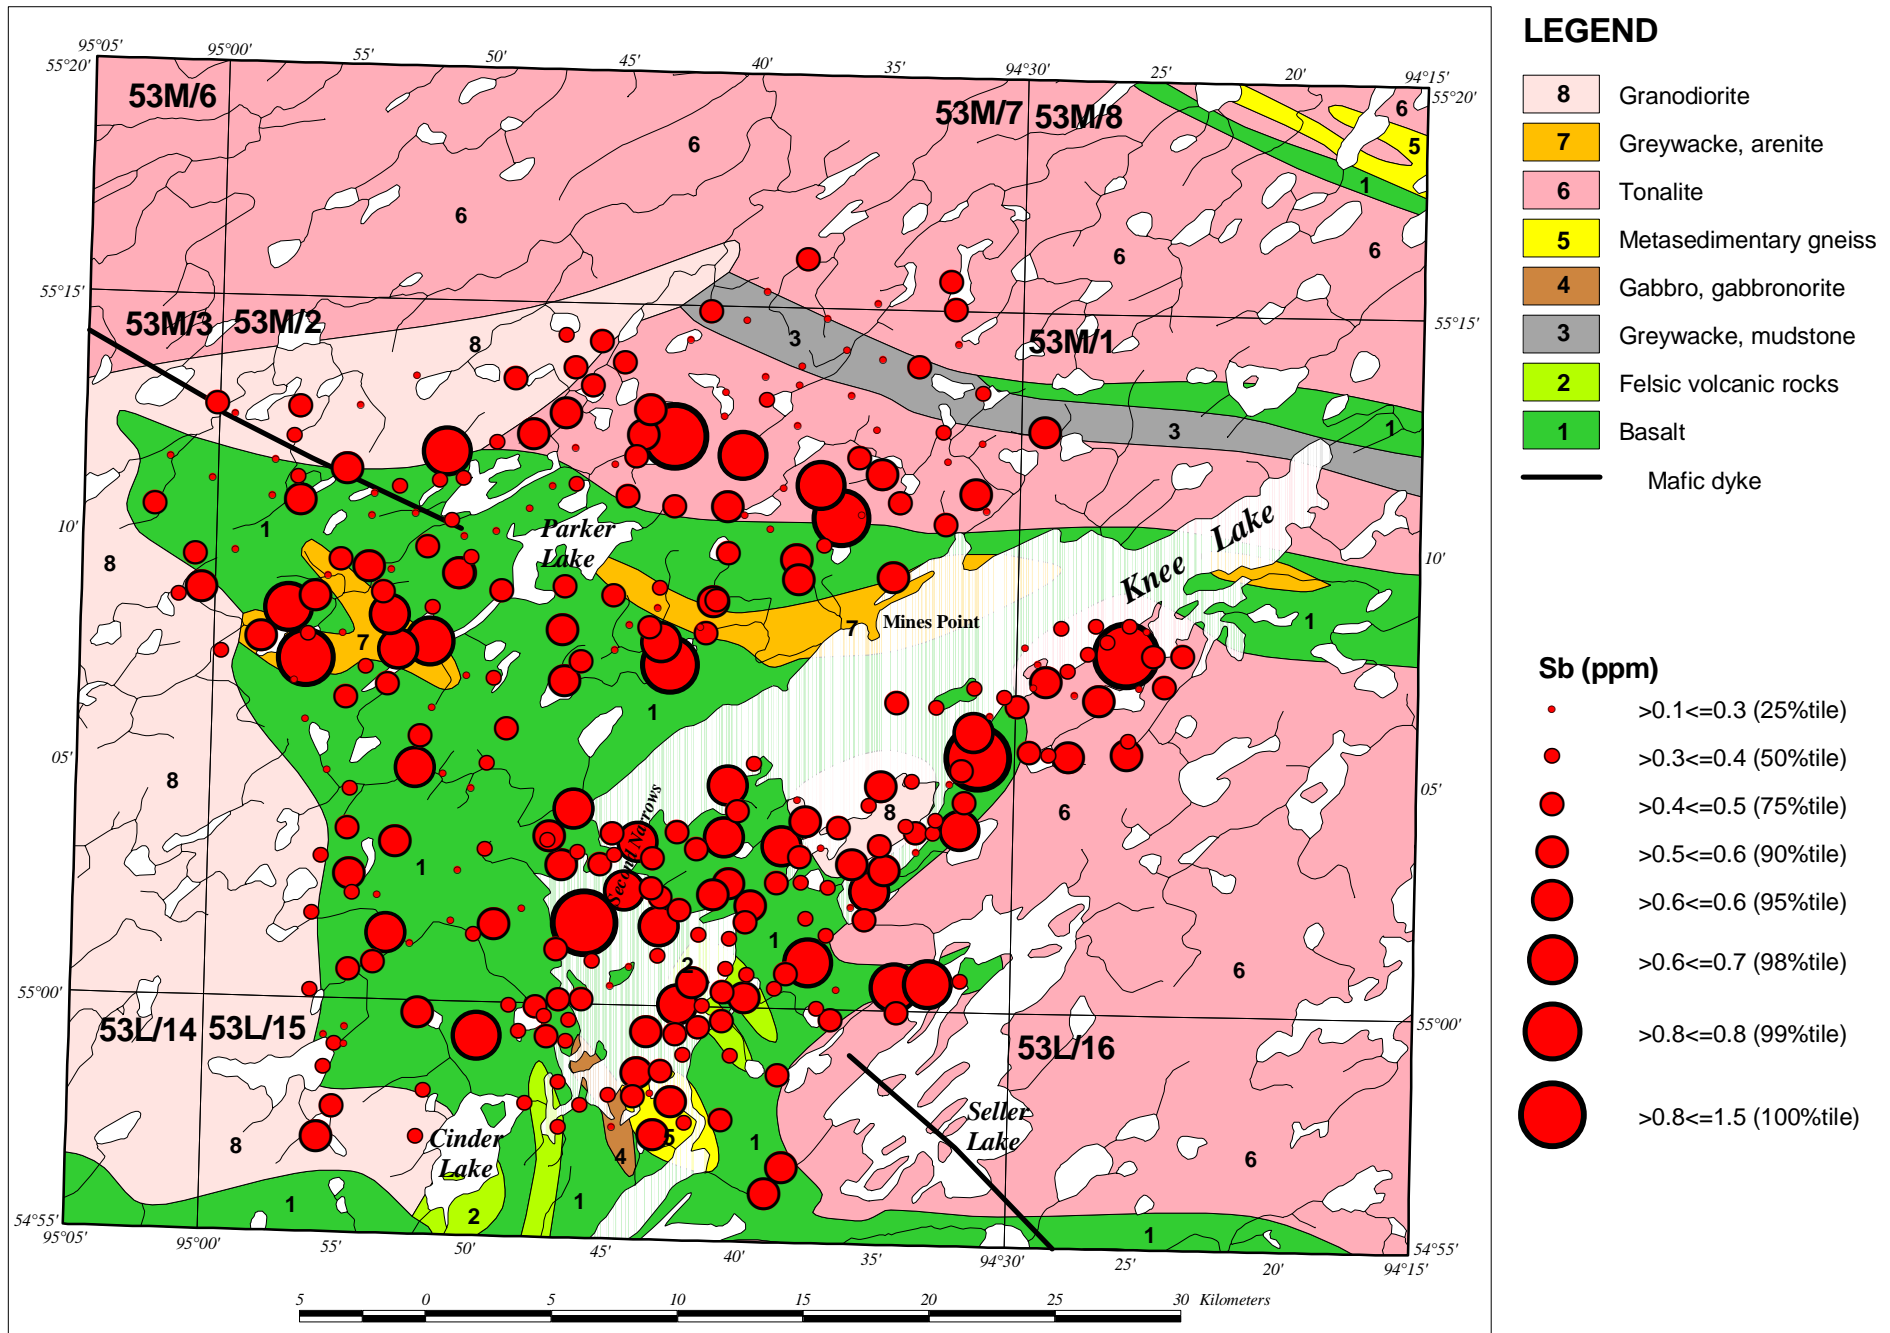 LEGEND
8 Granodiorite
7 Greywacke, arenite
6 Tonalite
5 Metasedimentary gneiss
4 Gabbro, gabbronorite
3 Greywacke, mudstone
2 Felsic volcanic rocks
1 Basalt
Mafic dyke
Sb (ppm)
>0.1<=0.3 (25%tile)
>0.3<=0.4 (50%tile)
>0.4<=0.5 (75%tile)
>0.5<=0.6 (90%tile)
>0.6<=0.6 (95%tile)
>0.6<=0.7 (98%tile)
>0.8<=0.8 (99%tile)
>0.8<=1.5 (100%tile)
95°05' 95°00' 55' 50' 45' 40' 35' 94°30' 25' 20' 94°15'
55°20' 55°20'
53M/6 53M/7 53M/8
6
6
5
6
1
6
6
6
55°15' 55°15'
53M/3 53M/2 53M/1
8
3
3
1
10' 10'
1
Parker
Lake
Knee Lake
8
7
7
Mines Point
1
1
05' 05'
8
8
6
Second Narrows
1
1
2
6
55°00' 55°00'
53L/14 53L/15 53L/16
Seller
Lake
Cinder
Lake
8
5
4
1
6
1
2
1
1
54°55' 54°55'
95°05' 95°00' 55' 50' 45' 40' 35' 94°30' 25' 20' 94°15'
5 0 5 10 15 20 25 30 Kilometers